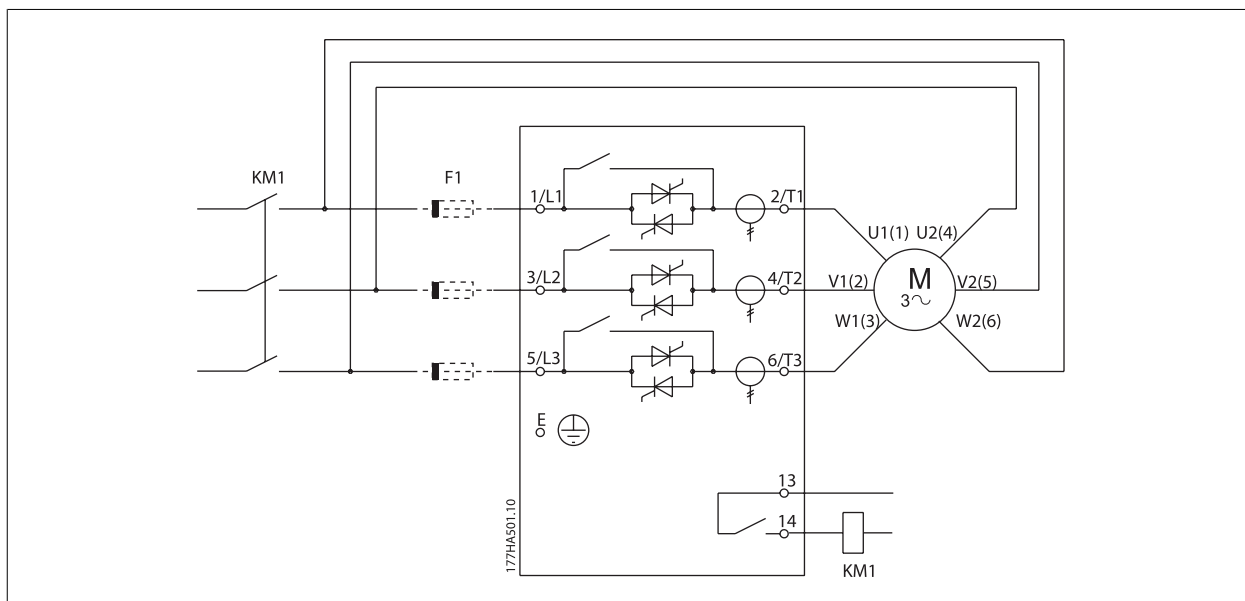 KM1
F1
1/L1
2/T1
U1(1) U2(4)
3/L2
4/T2
V1(2)
M
3~
V2(5)
W1(3)
W2(6)
5/L3
6/T3
E
13
14
KM1
177HA501.10